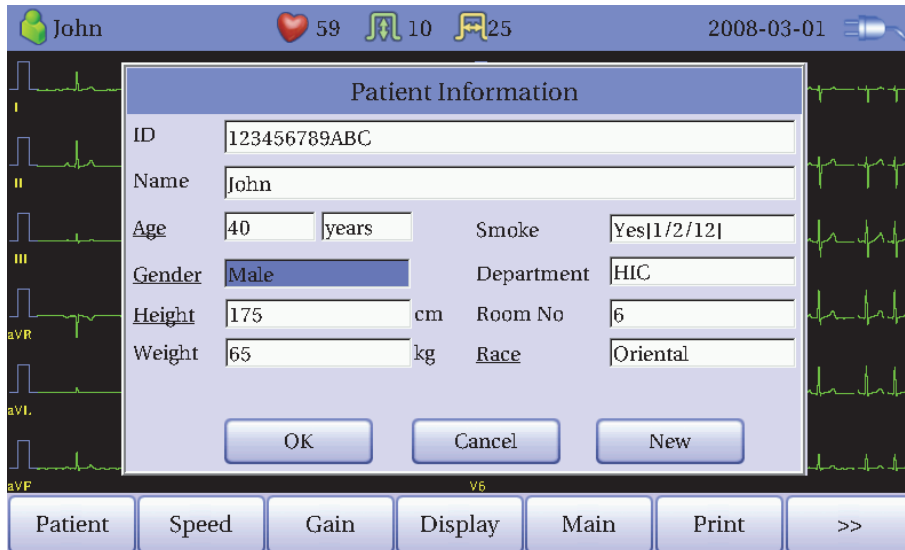 John 59 10 25 2008-03-01
Patient Information
ID 123456789ABC
Name John
Age 40 years Smoke Yes[1/2/12]
Gender Male Department HIC
Height 175 cm Room No 6
Weight 65 kg Race Oriental
OK Cancel New
I
II
III
aVR
aVL
aVF V6
Patient Speed Gain Display Main Print >>